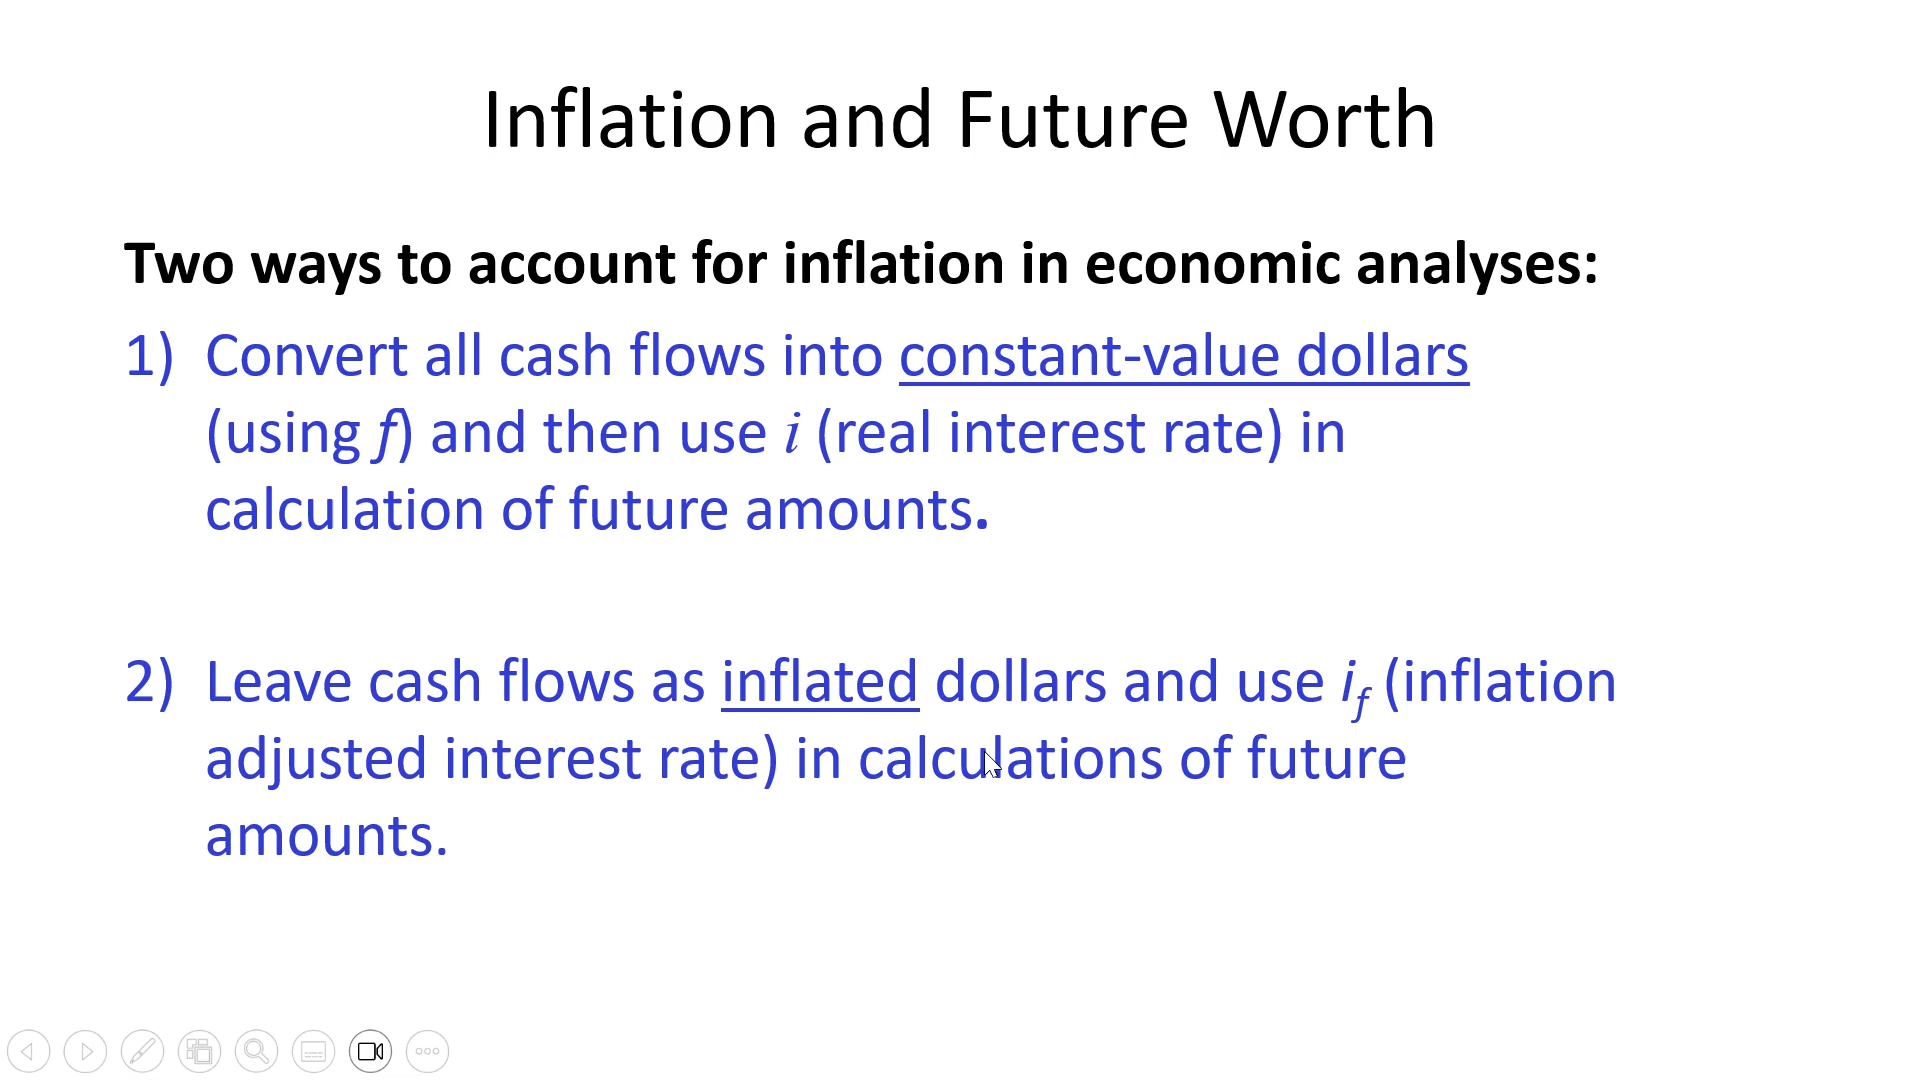 Inflation and Future Worth
Two ways to account for inflation in economic analyses:
1) Convert all cash flows into constant-value dollars
(using f) and then use i (real interest rate) in
calculation of future amounts.
2) Leave cash flows as inflated dollars and use if (inflation
adjusted interest rate) in calculations of future
amounts.